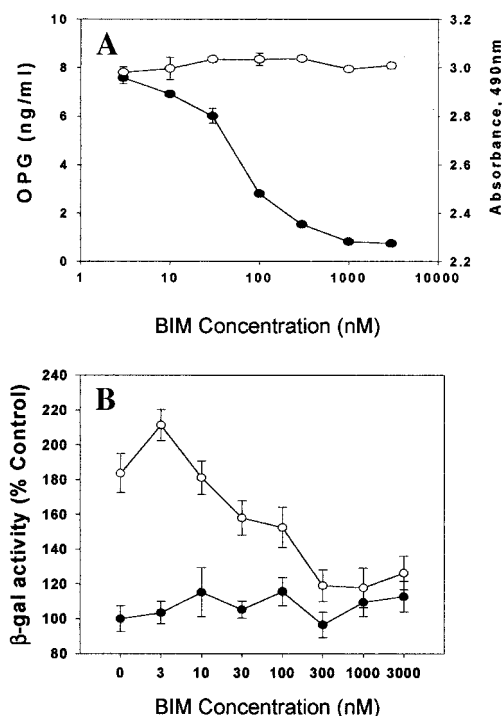 A
10
8
6
4
2
0
OPG (ng/ml)
3.2
3.0
2.8
2.6
2.4
2.2
Absorbance, 490nm
1 10 100 1000 10000
BIM Concentration (nM)
B
240
220
200
180
160
140
120
100
80
β-gal activity (% Control)
0 3 10 30 100 300 1000 3000
BIM Concentration (nM)